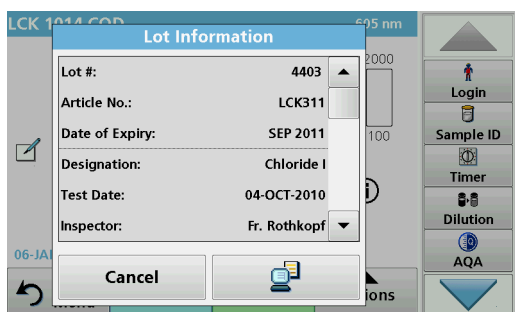 LCK 1014 COD
605 nm
Lot Information
Lot #: 4403
Article No.: LCK311
Date of Expiry: SEP 2011
Designation: Chloride I
Test Date: 04-OCT-2010
Inspector: Fr. Rothkopf
Cancel
2000
100
06-JA
ions
Login
Sample ID
Timer
Dilution
AQA